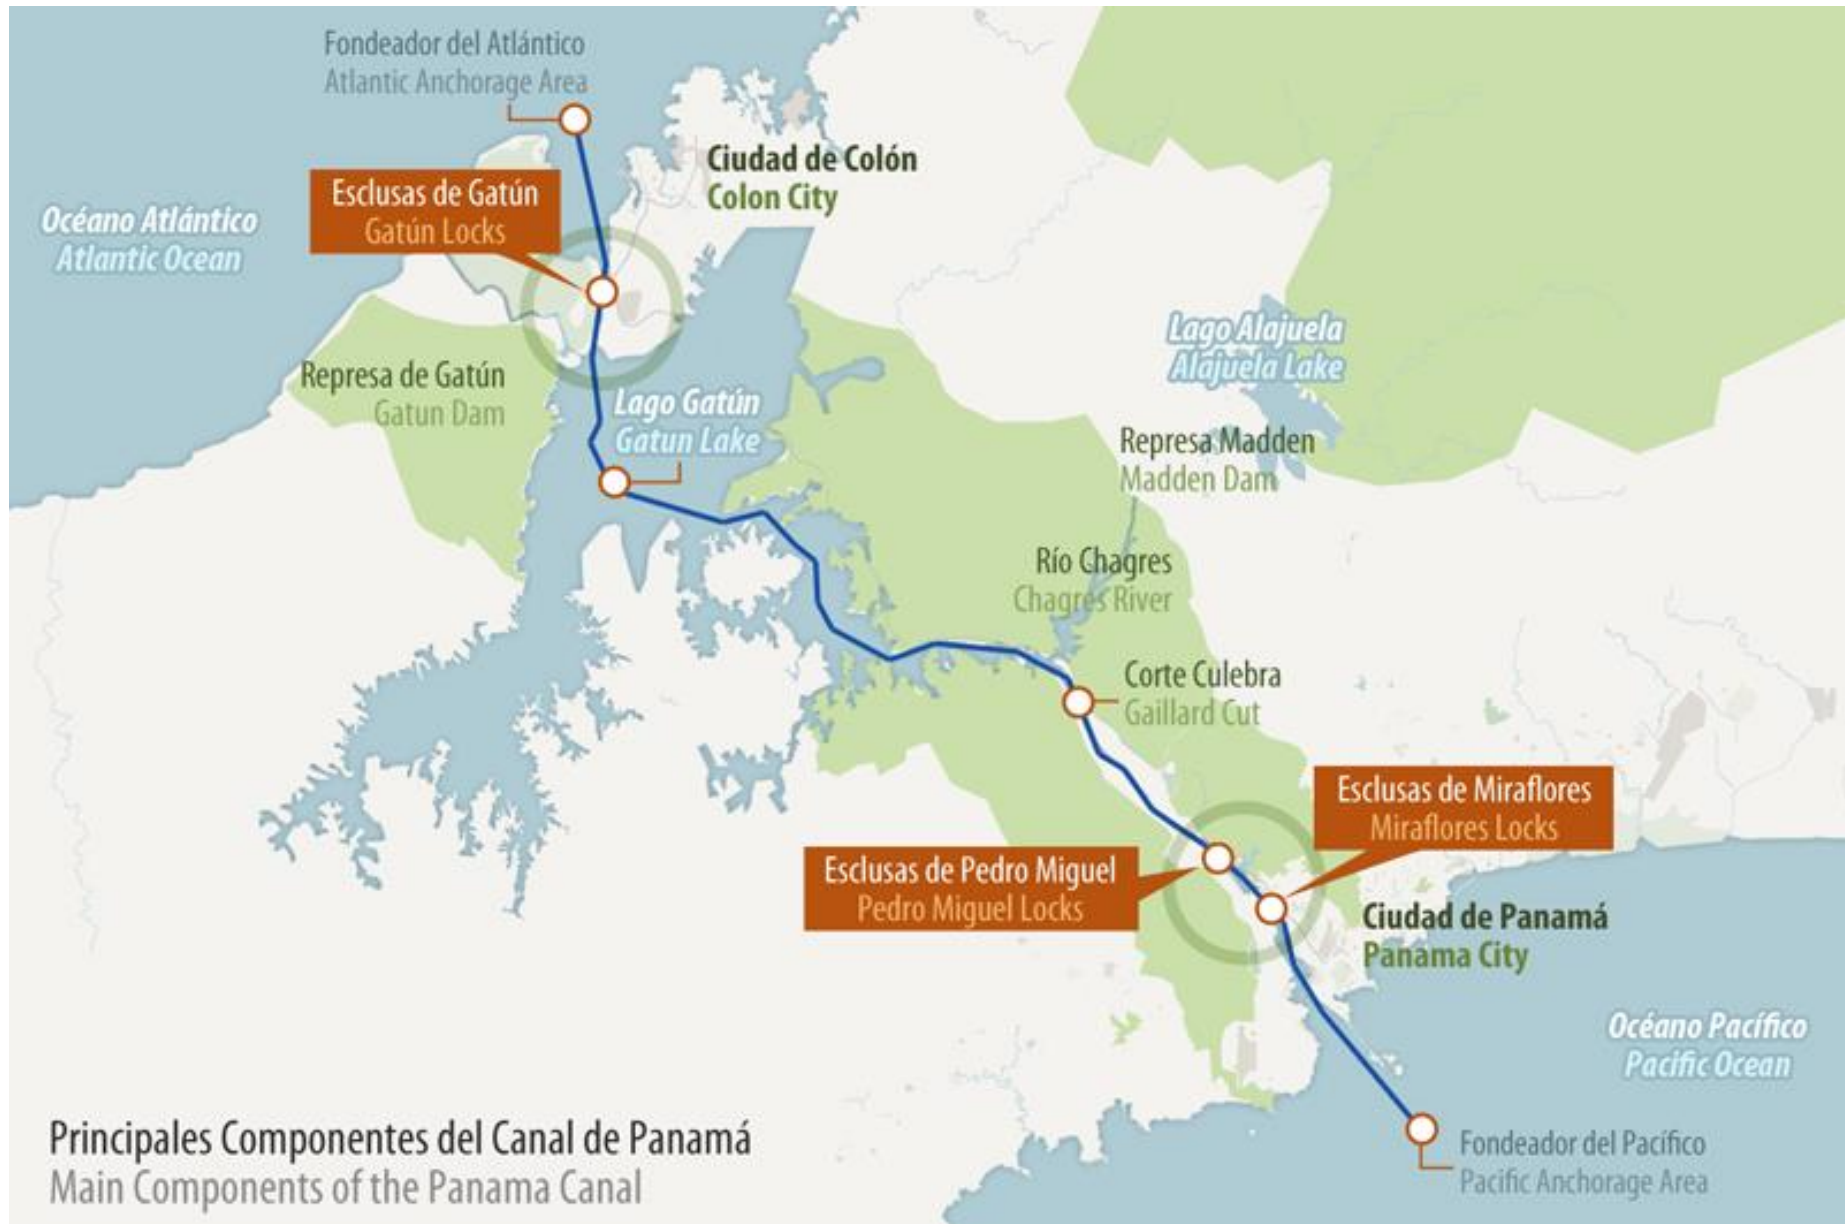 Fondeador del Atlántico
Atlantic Anchorage Area
Ciudad de Colón
Colon City
Esclusas de Gatún
Gatún Locks
Océano Atlántico
Atlantic Ocean
Lago Alajuela
Alajuela Lake
Represa de Gatún
Gatun Dam
Lago Gatún
Gatun Lake
Represa Madden
Madden Dam
Río Chagres
Chagres River
Corte Culebra
Gaillard Cut
Esclusas de Miraflores
Miraflores Locks
Esclusas de Pedro Miguel
Pedro Miguel Locks
Ciudad de Panamá
Panama City
Océano Pacífico
Pacific Ocean
Principales Componentes del Canal de Panamá
Main Components of the Panama Canal
Fondeador del Pacífico
Pacific Anchorage Area